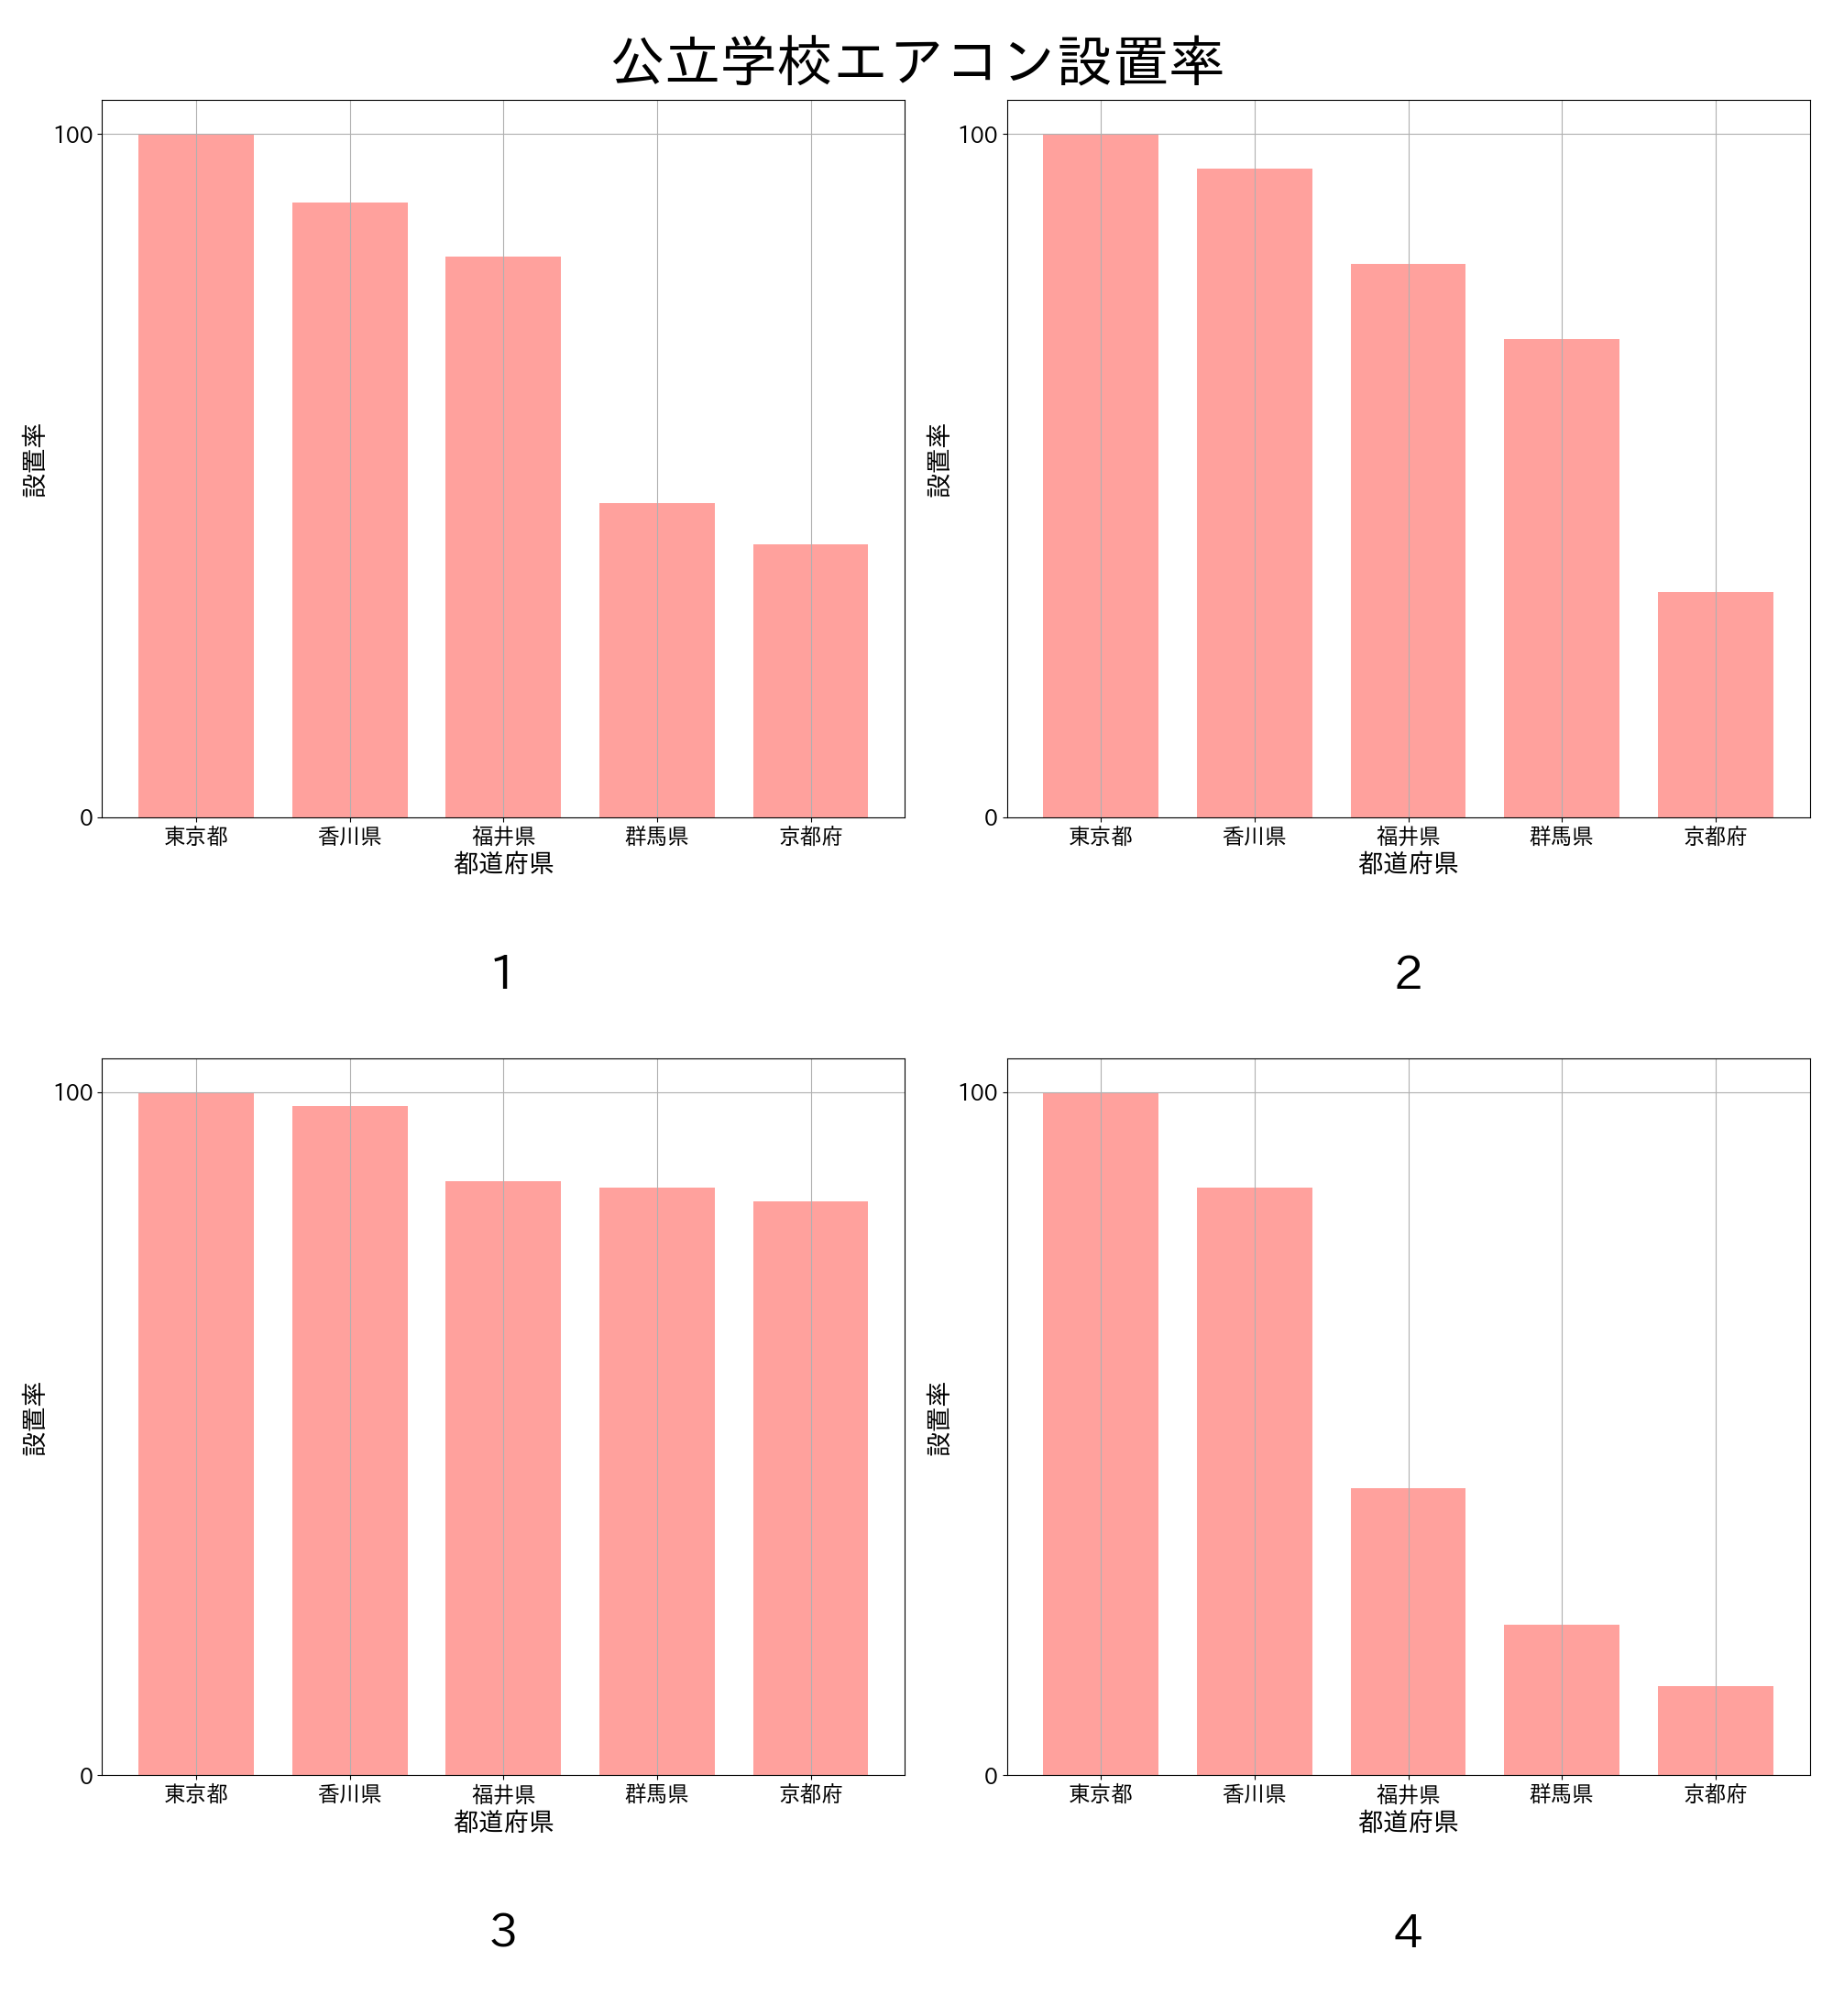 公立学校エアコン設置率
100
0
設置率
東京都 香川県 福井県 群馬県 京都府
都道府県
1
100
0
設置率
東京都 香川県 福井県 群馬県 京都府
都道府県
2
100
0
設置率
東京都 香川県 福井県 群馬県 京都府
都道府県
3
100
0
設置率
東京都 香川県 福井県 群馬県 京都府
都道府県
4